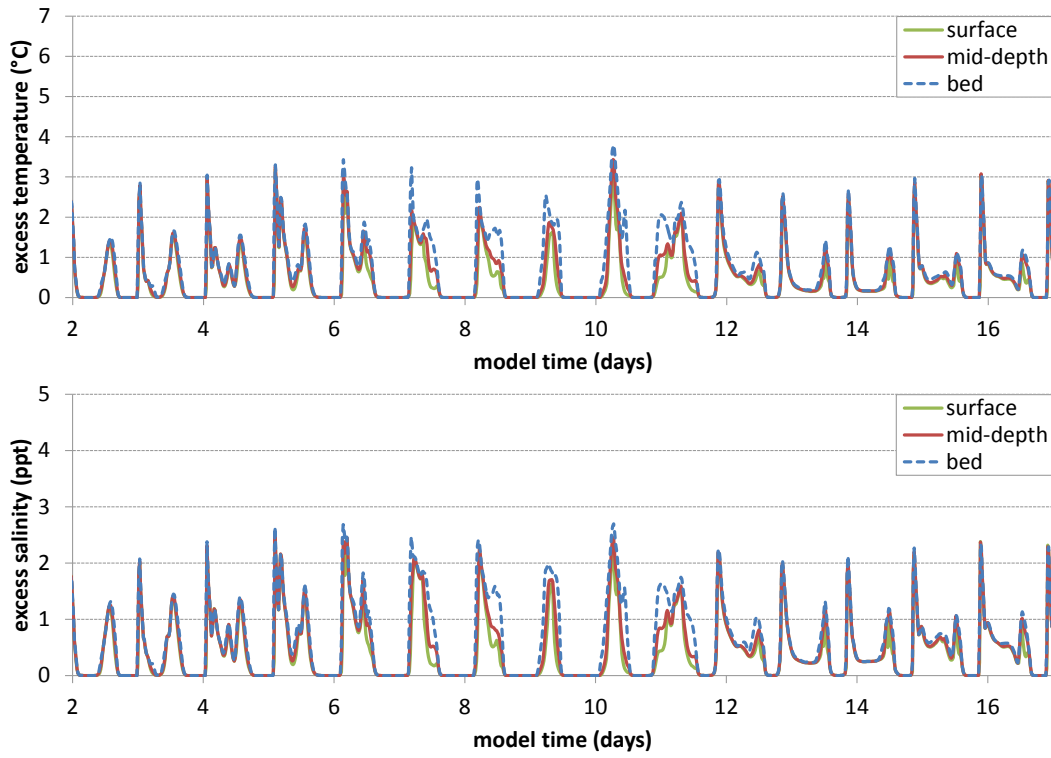 7
6
5
4
3
2
1
0
excess temperature (°C)
surface
mid-depth
bed
2 4 6 8 10 12 14 16
model time (days)
5
4
3
2
1
0
excess salinity (ppt)
surface
mid-depth
bed
2 4 6 8 10 12 14 16
model time (days)